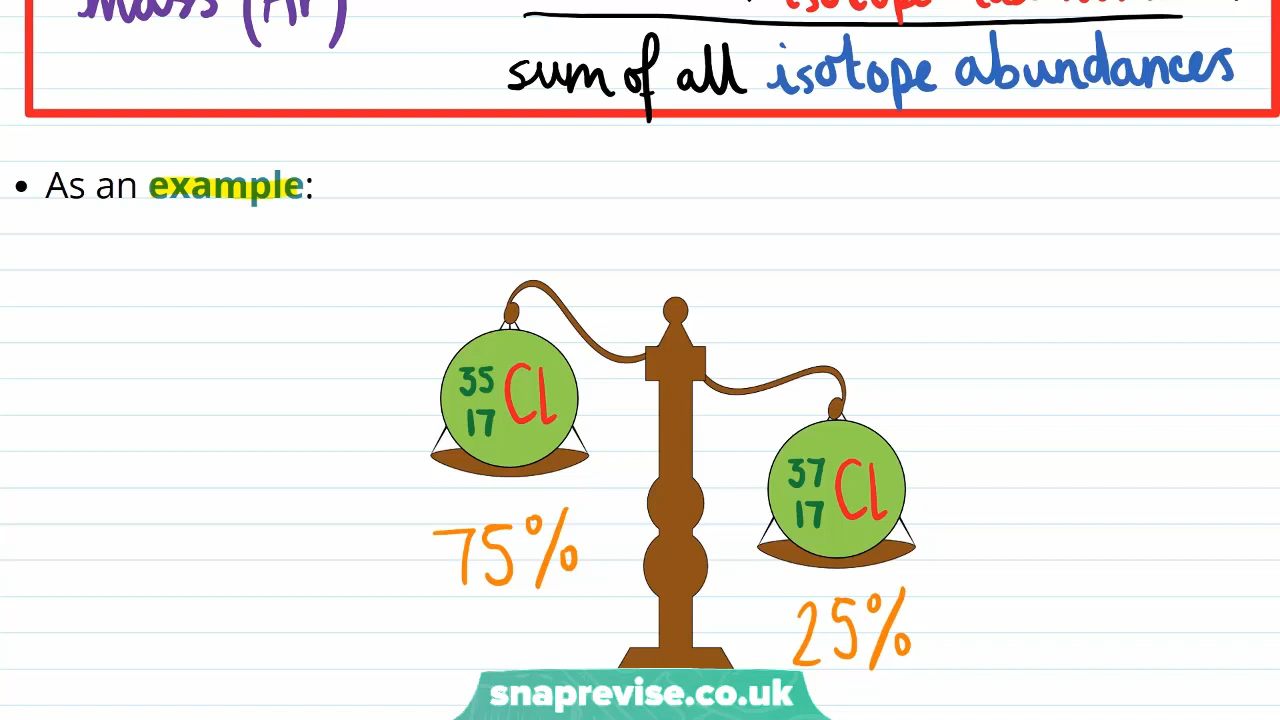 mass (Ar)
isotope
sum of all isotope abundances
• As an example:
35
17 Cl
37
17 Cl
75%
25%
snaprevise.co.uk